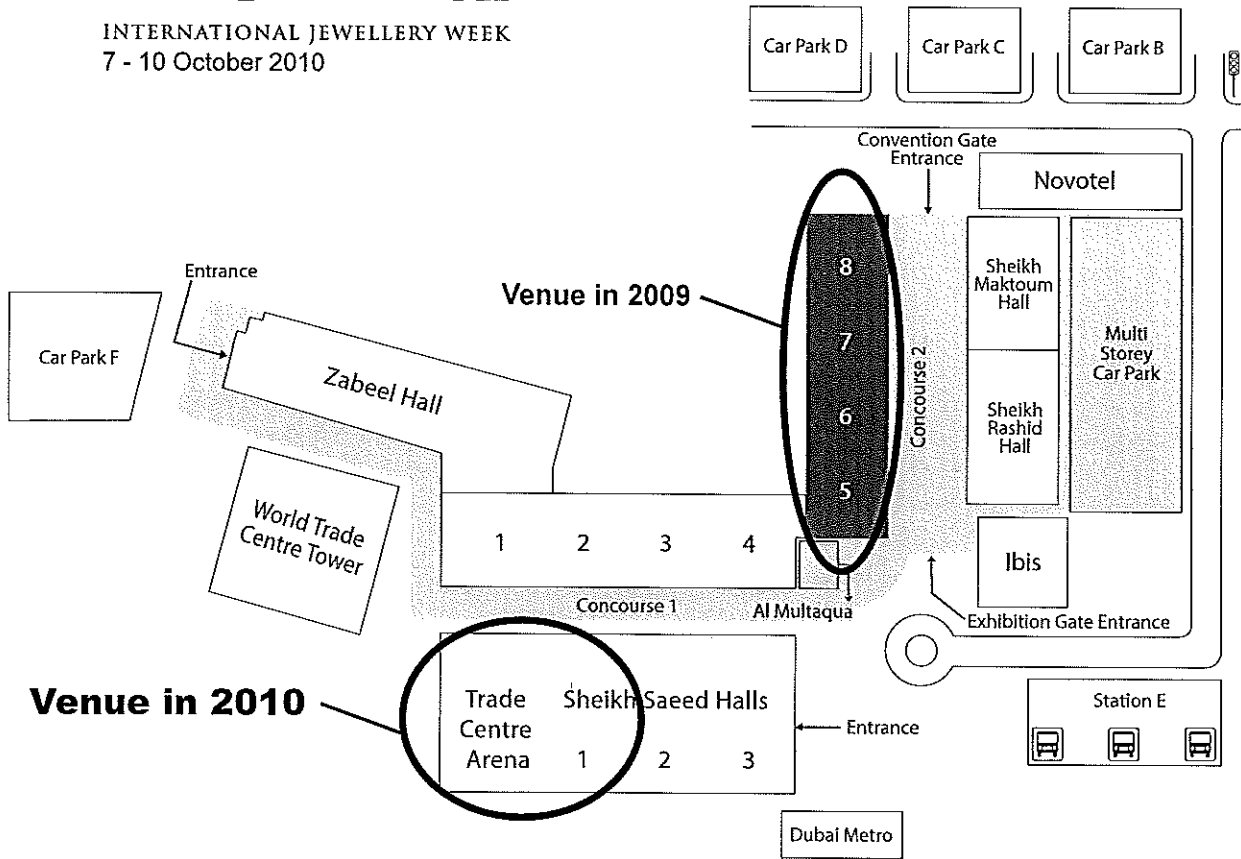 INTERNATIONAL JEWELLERY WEEK
7 - 10 October 2010
Car Park D
Car Park C
Car Park B
Convention Gate
Entrance
Novotel
Entrance
Car Park F
Zabeel Hall
Venue in 2009
8
7
6
5
Concourse 2
Sheikh
Maktoum
Hall
Sheikh
Rashid
Hall
Multi
Storey
Car Park
World Trade
Centre Tower
1
2
3
4
Ibis
Concourse 1
Al Multaqua
Exhibition Gate Entrance
Venue in 2010
Trade
Centre
Arena
Sheikh Saeed Halls
1
2
3
Entrance
Station E
Dubai Metro